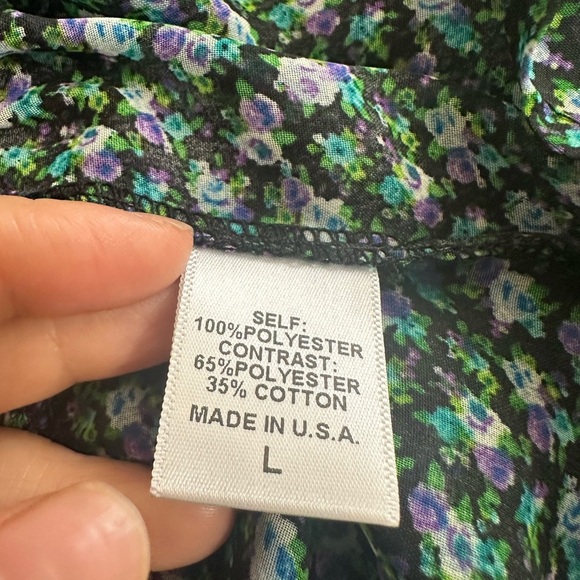 SELF:
100%POLYESTER
CONTRAST:
65%POLYESTER
35% COTTON
MADE IN U.S.A.
L